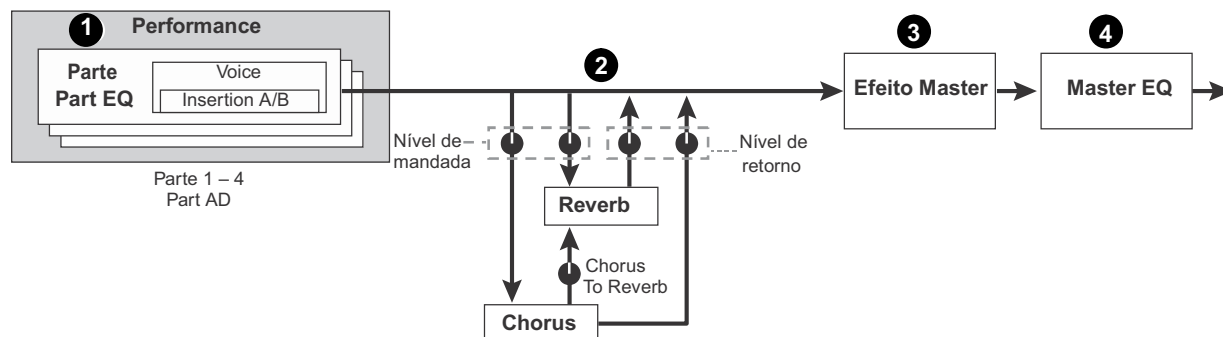 1
Performance
Parte
Part EQ
Voice
Insertion A/B
Parte 1 – 4
Part AD
2
Nível de
mandada
Nível de
retorno
Reverb
Chorus
To Reverb
Chorus
3
Efeito Master
4
Master EQ